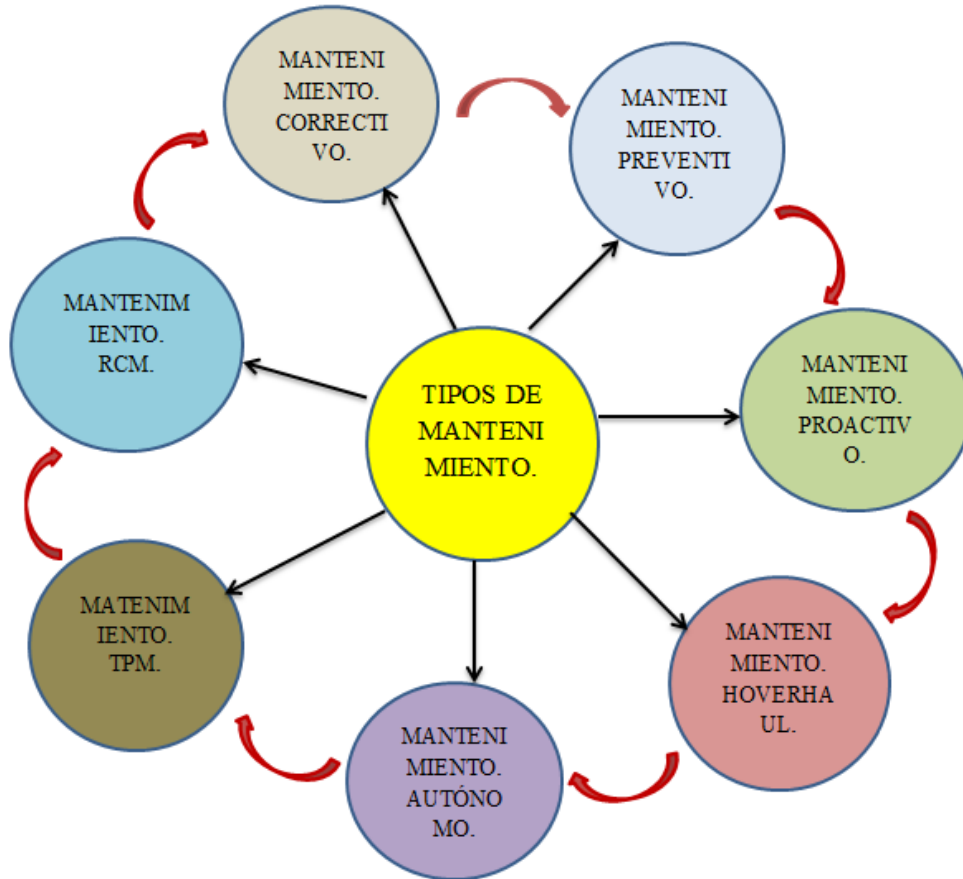 MANTENI
MIENTO.
CORRECTI
VO.
MANTENI
MIENTO.
PREVENTI
VO.
MANTENI
MIENTO.
PROACTIV
O.
MANTENI
MIENTO.
HOVERHA
UL.
MANTENI
MIENTO.
AUTÓNO
MO.
MATENIM
IENTO.
TPM.
MANTENIM
IENTO.
RCM.
TIPOS DE
MANTENI
MIENTO.